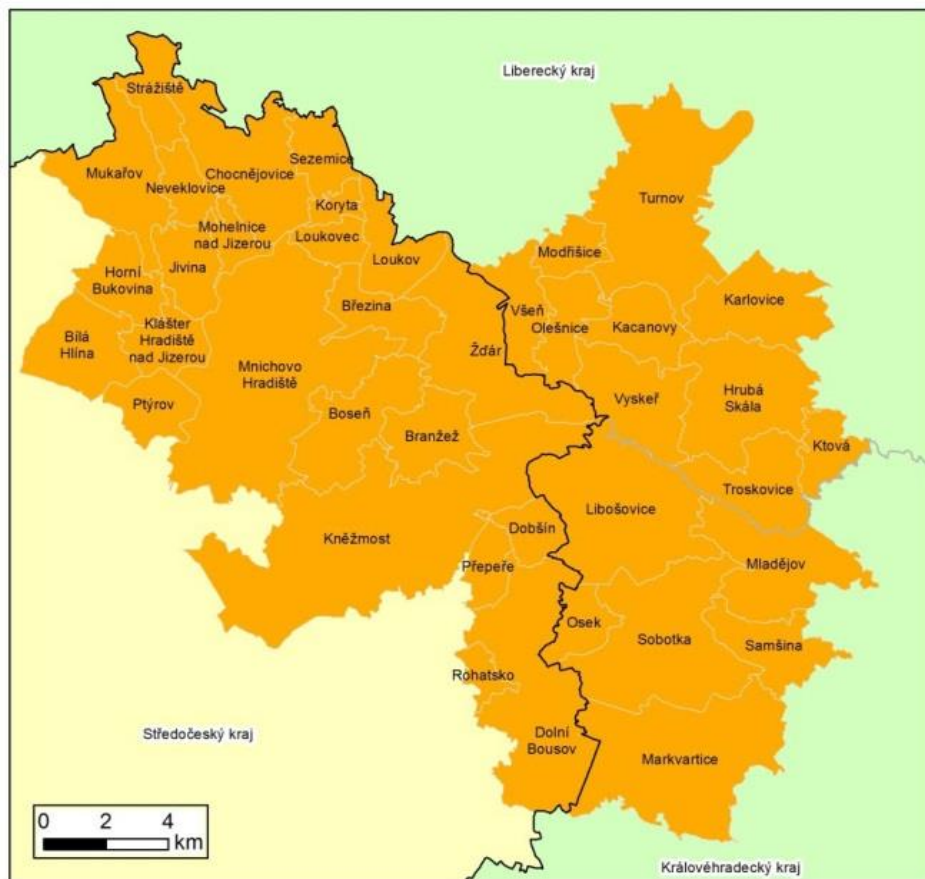 Liberecký kraj
Strážiště
Sezemice
Mukařov
Chocnějovice
Neveklovice
Turnov
Koryta
Mohelnice
nad Jizerou
Loukovec
Modřišice
Loukov
Jivina
Horní
Bukovina
Karlovice
Březina
Všeň
Olešnice
Kacanovy
Klášter
Hradiště
nad Jizerou
Bílá
Hlína
Žďár
Mnichovo
Hradiště
Hrubá
Skála
Vyskeř
Ptýrov
Boseň
Branžež
Ktová
Troskovice
Libošovice
Dobšín
Kněžmost
Přepeře
Mladějov
Osek
Sobotka
Samšina
Rohatsko
Středočeský kraj
Dolní
Bousov
Markvartice
0 2 4
km
Královéhradecký kraj